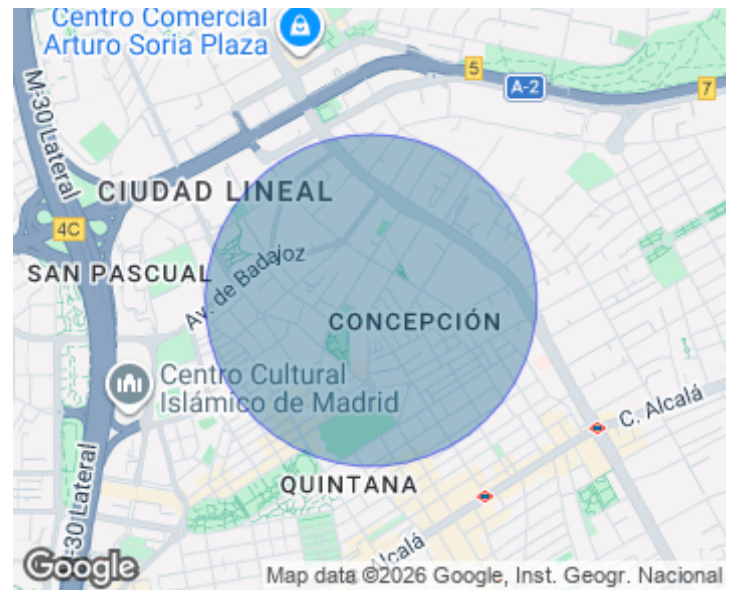 Centro Comercial
Arturo Soria Plaza
5
A-2
7
M-30 Lateral
CIUDAD LINEAL
4C
SAN PASCUAL
Av. de Badajoz
CONCEPCIÓN
Centro Cultural
Islámico de Madrid
C. Alcalá
QUINTANA
-30 Lateral
Alcalá
Google
Map data ©2026 Google, Inst. Geogr. Nacional